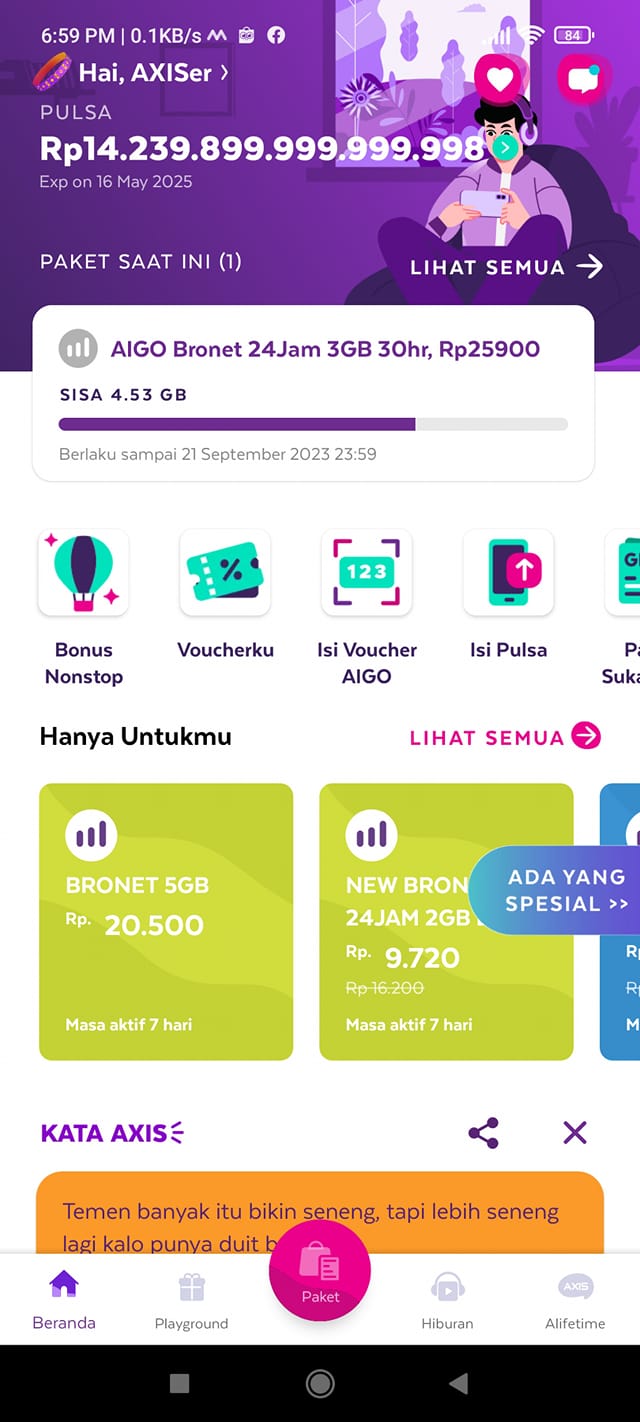 6:59 PM | 0.1KB/s
84
Hai, AXISer
PULSA
Rp14.239.899.999.999.998
Exp on 16 May 2025
PAKET SAAT INI (1)
LIHAT SEMUA
AIGO Bronet 24Jam 3GB 30hr, Rp25900
SISA 4.53 GB
Berlaku sampai 21 September 2023 23:59
%
123
Bonus Nonstop
Voucherku
Isi Voucher AIGO
Isi Pulsa
Hanya Untukmu
LIHAT SEMUA
BRONET 5GB
Rp. 20.500
Masa aktif 7 hari
NEW BRON
24JAM 2GB
Rp. 9.720
Rp 16.200
Masa aktif 7 hari
ADA YANG
SPESIAL >>
KATA AXIS
Temen banyak itu bikin seneng, tapi lebih seneng
lagi kalo punya duit b
Beranda
Playground
Paket
Hiburan
AXIS
Alifetime